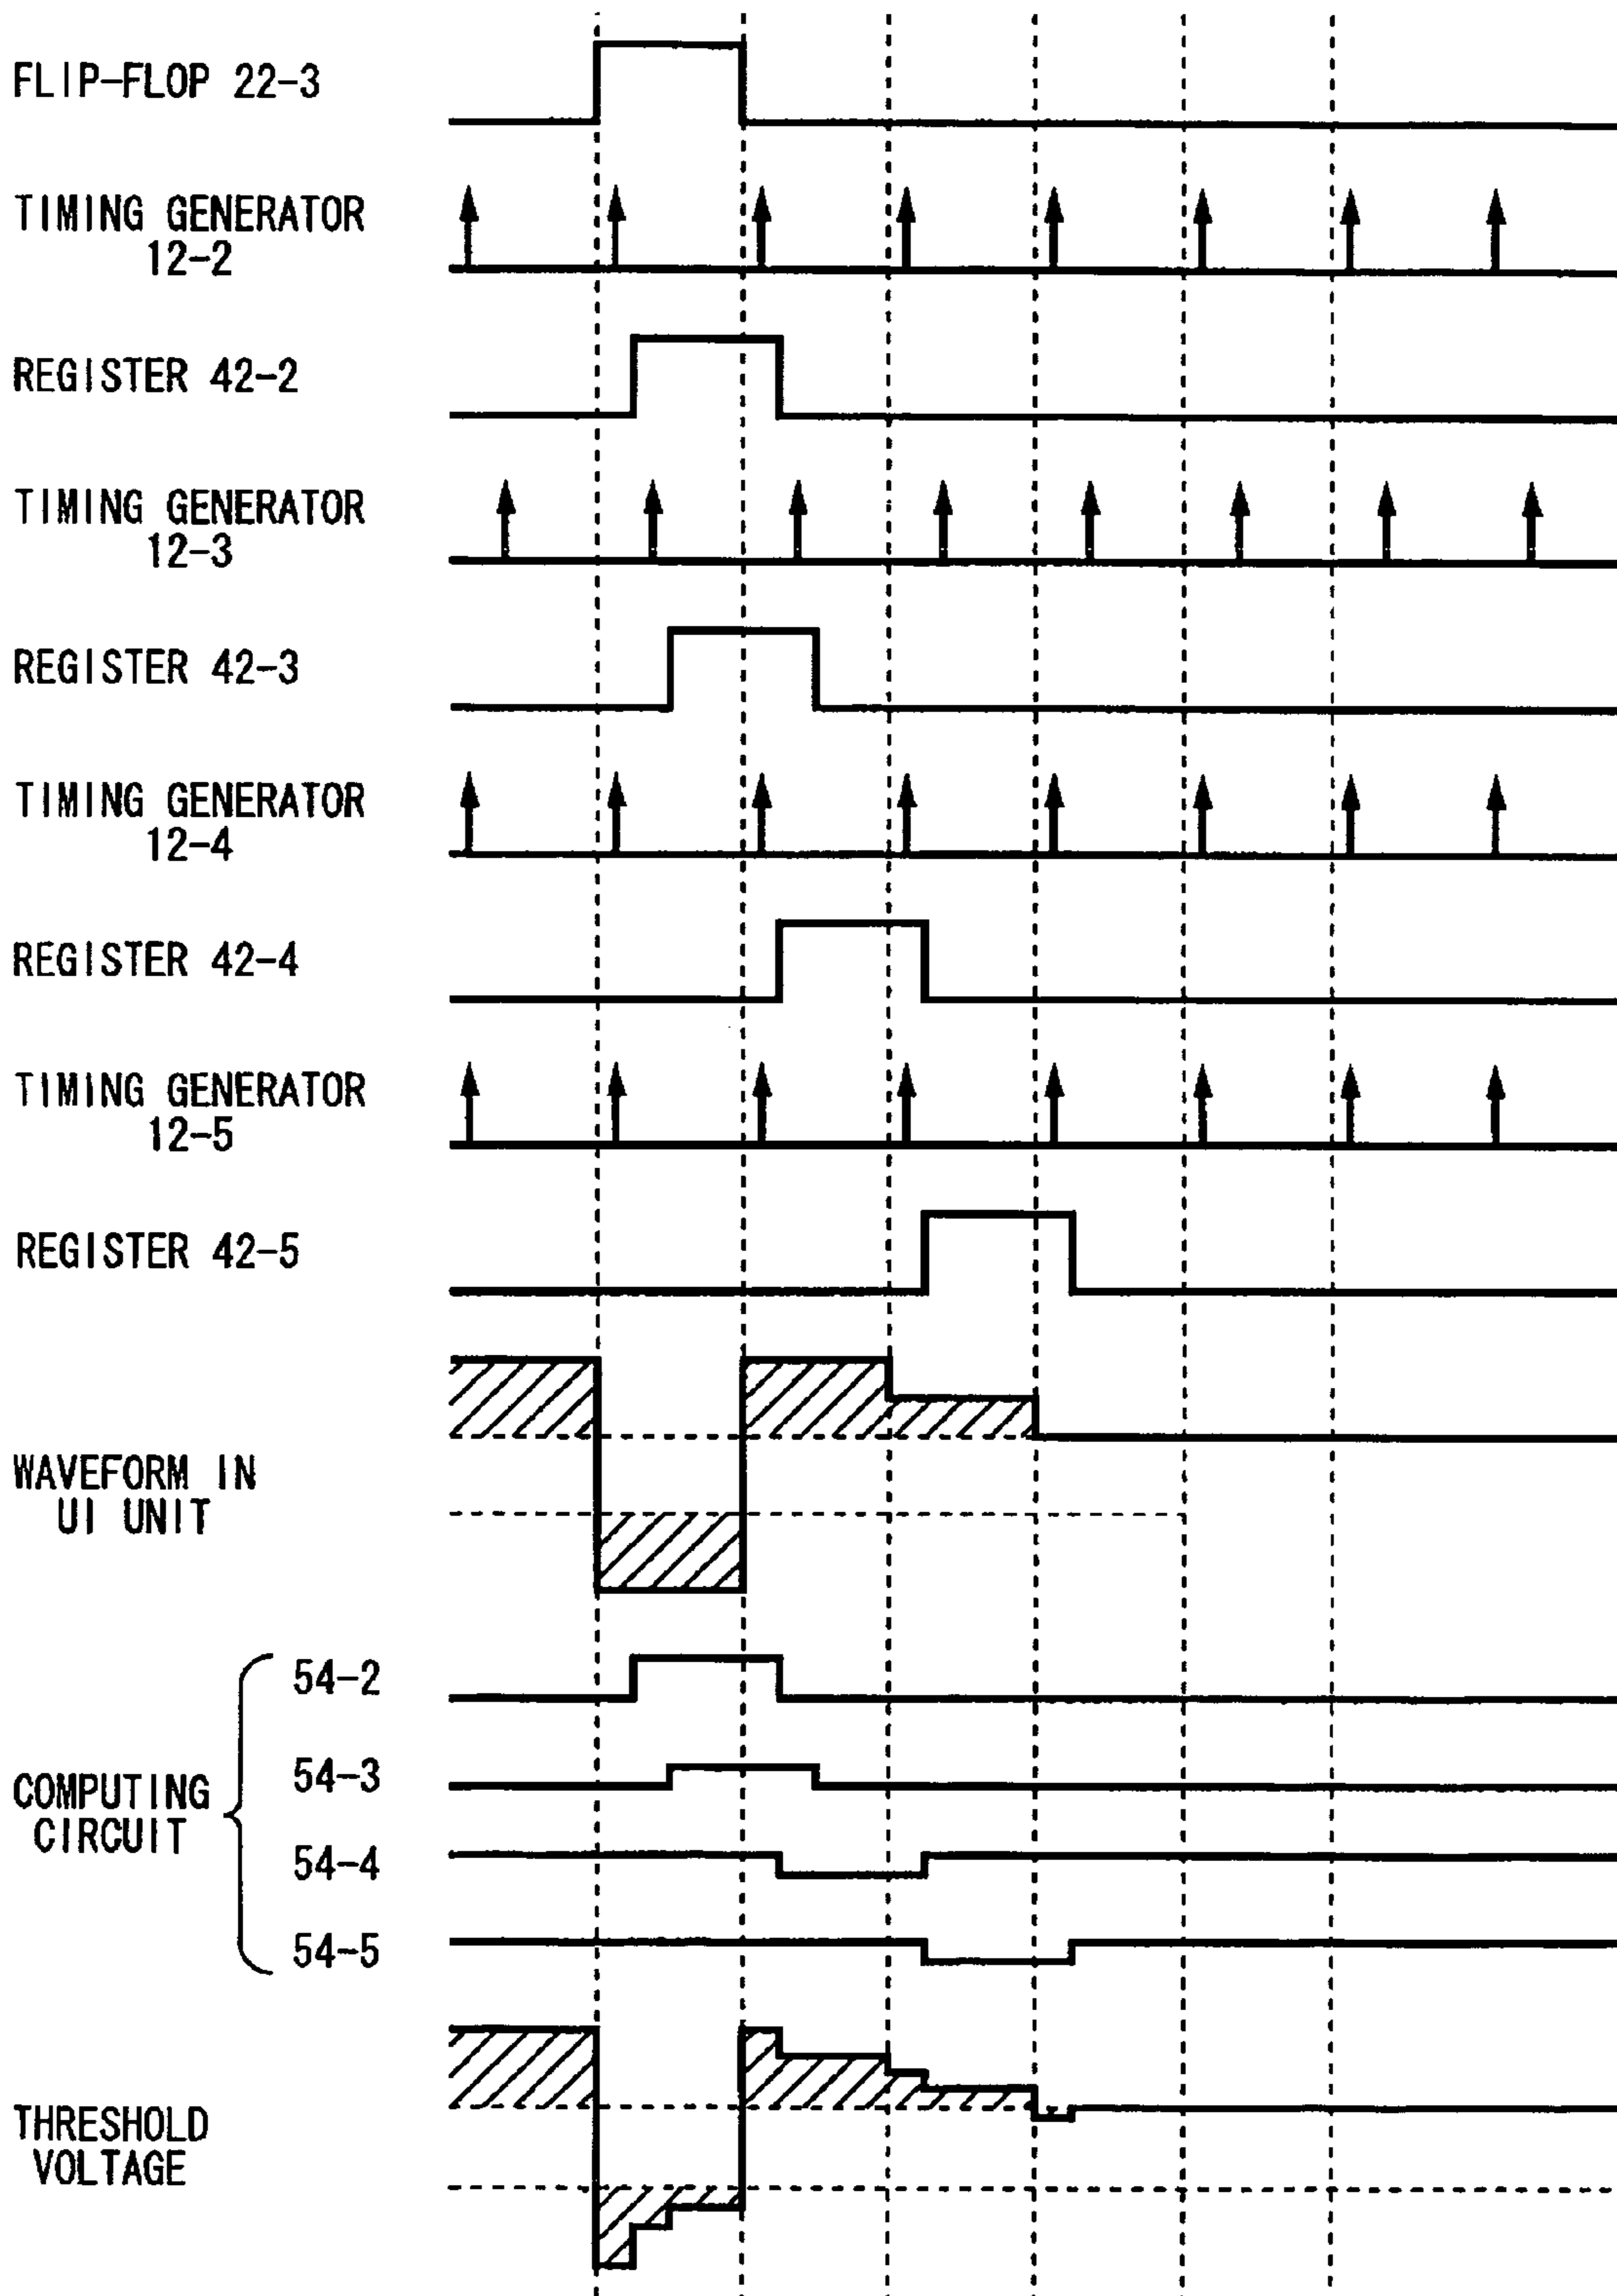 FLIP-FLOP 22-3
TIMING GENERATOR
12-2
REGISTER 42-2
TIMING GENERATOR
12-3
REGISTER 42-3
TIMING GENERATOR
12-4
REGISTER 42-4
TIMING GENERATOR
12-5
REGISTER 42-5
WAVEFORM IN
UI UNIT
COMPUTING
CIRCUIT
54-2
54-3
54-4
54-5
THRESHOLD
VOLTAGE